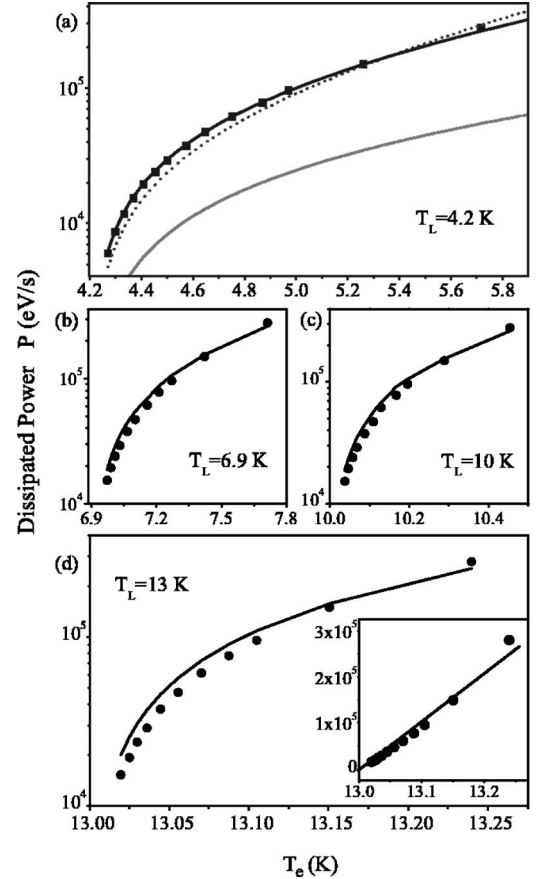 (a)
10^5
10^4
T_L=4.2 K
4.2 4.4 4.6 4.8 5.0 5.2 5.4 5.6 5.8
Dissipated Power P (eV/s)
(b) (c)
10^5 10^5
T_L=6.9 K T_L=10 K
10^4 10^4
6.9 7.2 7.5 7.8 10.0 10.2 10.4
(d)
T_L=13 K
10^5
3x10^5
2x10^5
1x10^5
0
13.0 13.1 13.2
10^4
13.00 13.05 13.10 13.15 13.20 13.25
T_e (K)